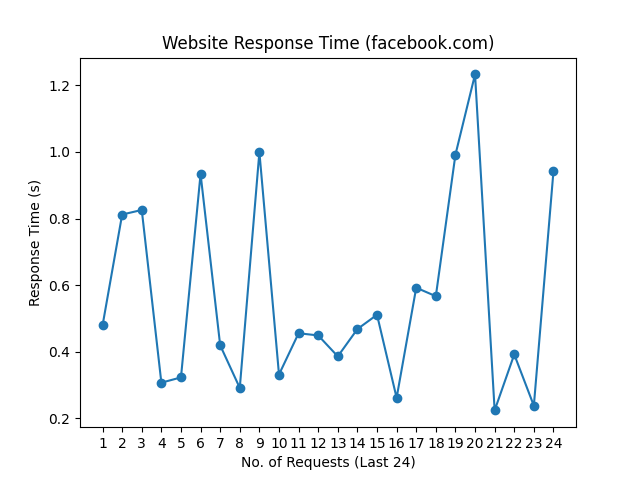 Website Response Time (facebook.com)
Response Time (s)
1.2
1.0
0.8
0.6
0.4
0.2
1 2 3 4 5 6 7 8 9 10 11 12 13 14 15 16 17 18 19 20 21 22 23 24
No. of Requests (Last 24)